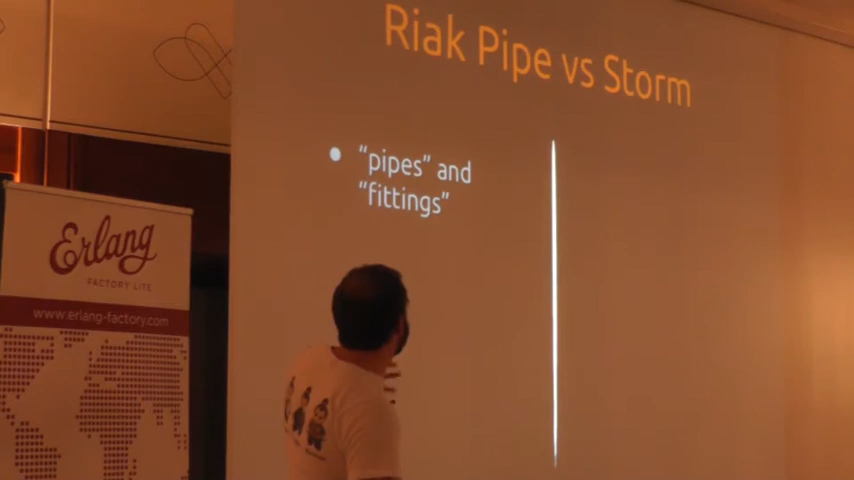 Riak Pipe vs Storm
"pipes" and
"fittings"
Erlang
FACTORY LITE
www.erlang-factory.com